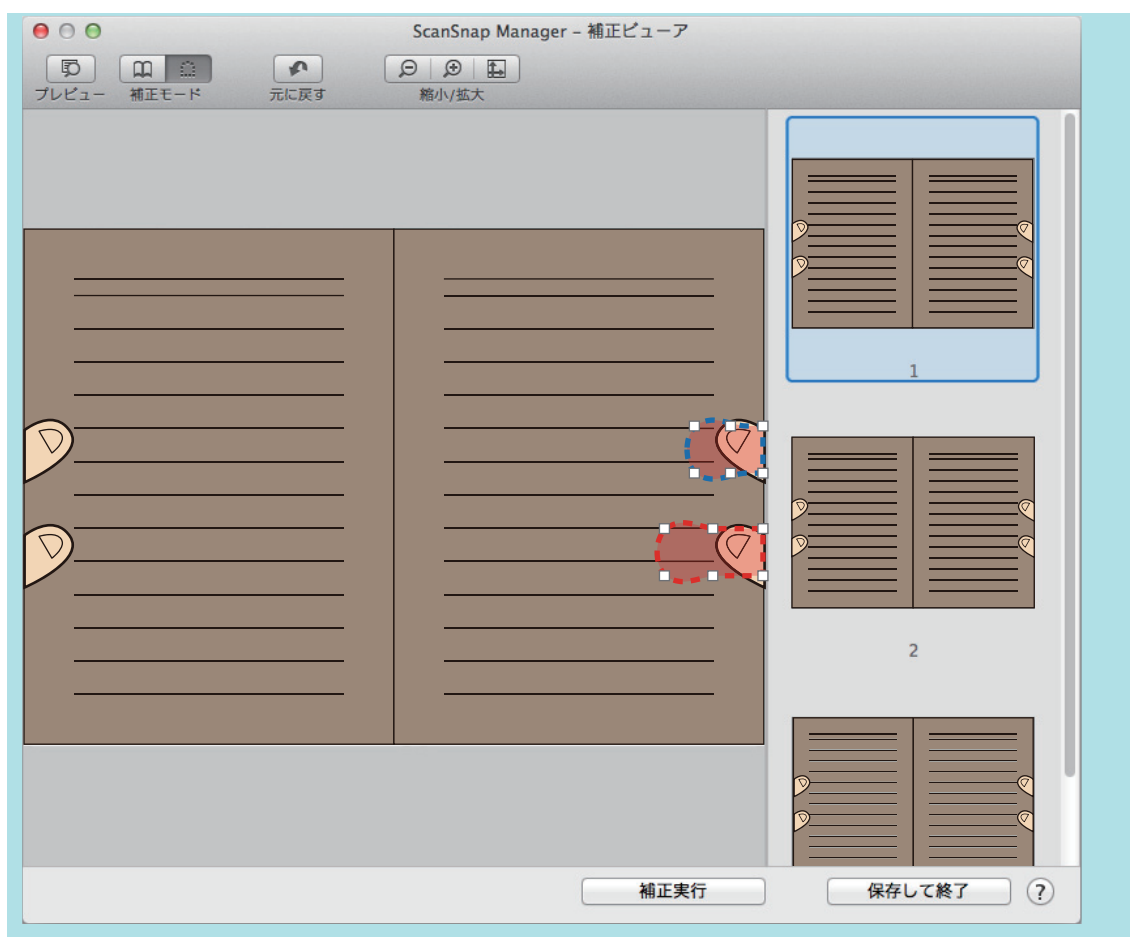 ScanSnap Manager – 補正ビューア
プレビュー 補正モード 元に戻す 縮小/拡大
1
2
補正実行 保存して終了 ?